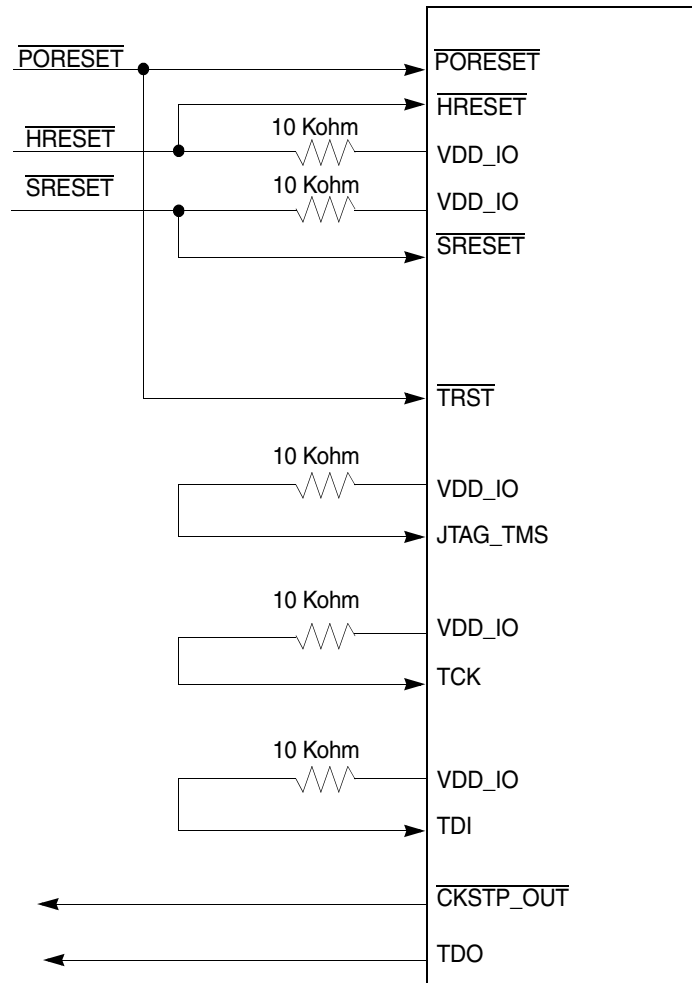 PORESET
PORESET
HRESET
10 Kohm
HRESET
VDD_IO
10 Kohm
SRESET
VDD_IO
SRESET
TRST
10 Kohm
VDD_IO
JTAG_TMS
10 Kohm
VDD_IO
TCK
10 Kohm
VDD_IO
TDI
CKSTP_OUT
TDO